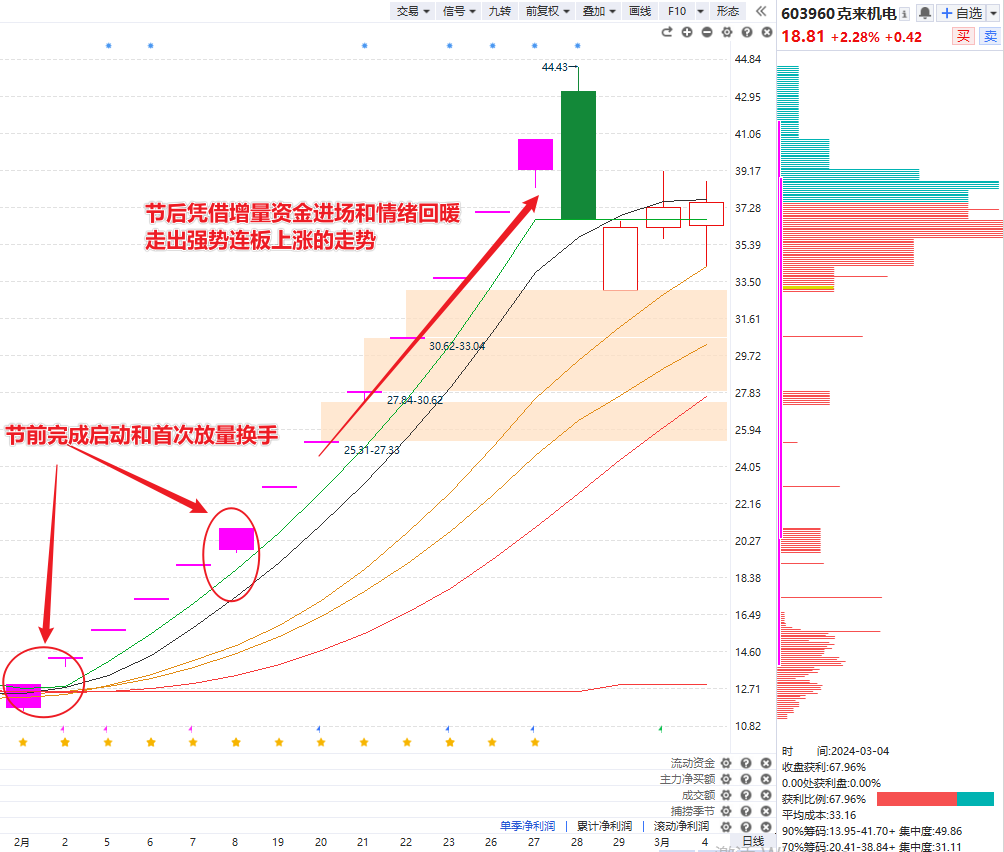 交易 信号 九转 前复权 叠加 画线 F10 形态
603960 克来机电
+自选
18.81 +2.28% +0.42 买 卖
44.43
44.84
42.95
41.06
39.17
37.28
35.39
33.50
31.61
29.72
27.83
25.94
24.05
22.16
20.27
18.38
16.49
14.60
12.71
10.82
节后凭借增量资金进场和情绪回暖
走出强势连板上涨的走势
30.62-33.04
27.84-30.62
25.31-27.33
节前完成启动和首次放量换手
流动资金
主力净买额
成交额
捕捞季节
单季净利润 | 累计净利润 | 滚动净利润
2月 2 5 6 7 8 19 20 21 22 23 26 27 28 29 3月 4 日线
时 间:2024-03-04
收盘获利:67.96%
0.00处获利盘:0.00%
获利比例:67.96%
平均成本:33.16
90%筹码:13.95-41.70+ 集中度:49.86
70%筹码:20.41-38.84+ 集中度:31.11